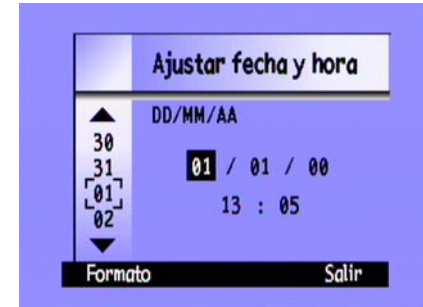 Ajustar fecha y hora
DD/MM/AA
30
31
01
02
01 / 01 / 00
13 : 05
Formato Salir